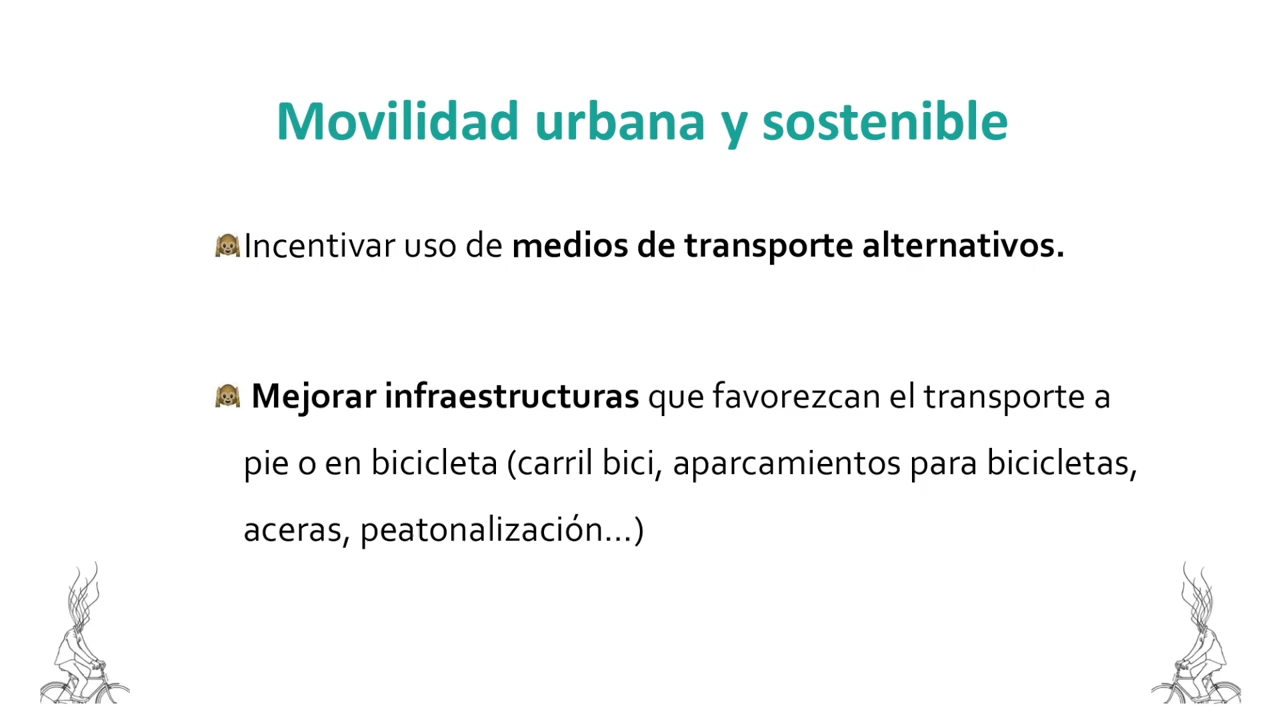 Movilidad urbana y sostenible
Incentivar uso de medios de transporte alternativos.
Mejorar infraestructuras que favorezcan el transporte a
pie o en bicicleta (carril bici, aparcamientos para bicicletas,
aceras, peatonalización...)